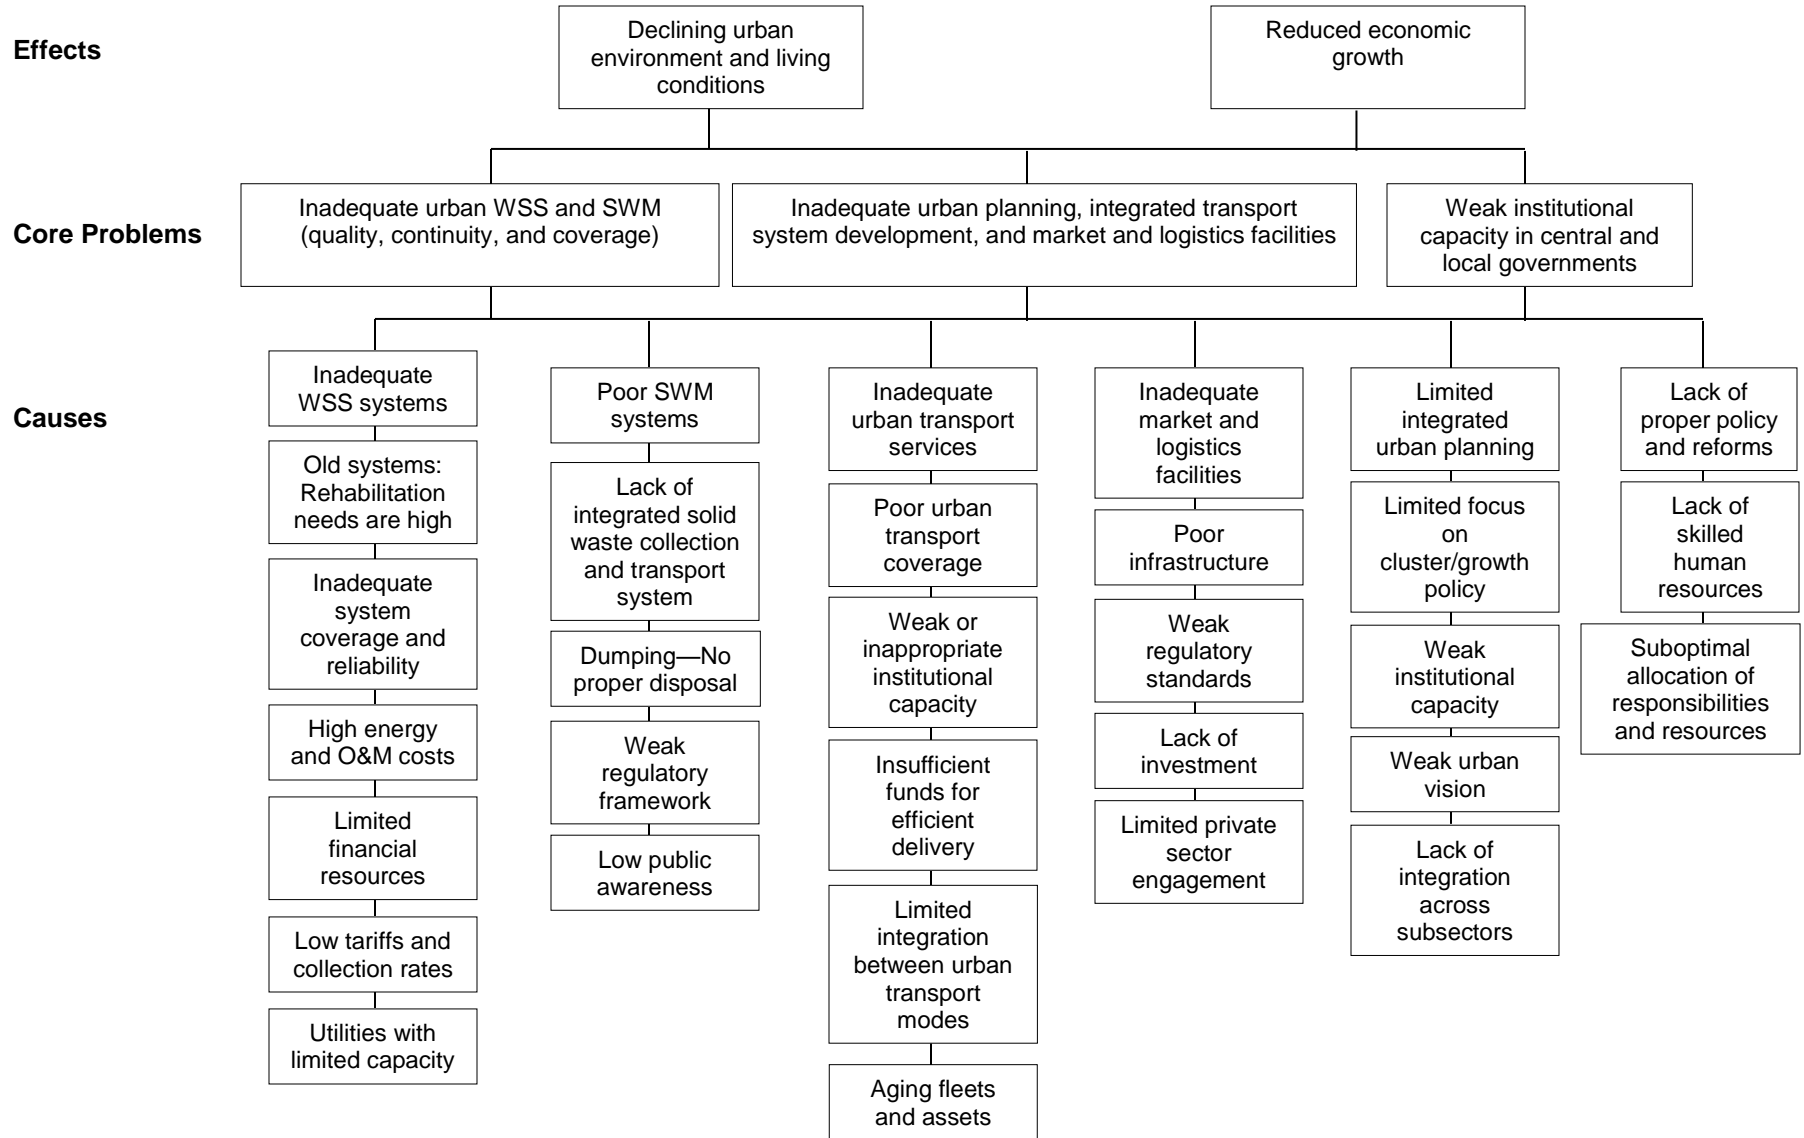 Effects
Declining urban
environment and living
conditions
Reduced economic
growth
Core Problems
Inadequate urban WSS and SWM
(quality, continuity, and coverage)
Inadequate urban planning, integrated transport
system development, and market and logistics facilities
Weak institutional
capacity in central and
local governments
Causes
Inadequate
WSS systems
Old systems:
Rehabilitation
needs are high
Inadequate
system
coverage and
reliability
High energy
and O&M costs
Limited
financial
resources
Low tariffs and
collection rates
Utilities with
limited capacity
Poor SWM
systems
Lack of
integrated solid
waste collection
and transport
system
Dumping—No
proper disposal
Weak
regulatory
framework
Low public
awareness
Inadequate
urban transport
services
Poor urban
transport
coverage
Weak or
inappropriate
institutional
capacity
Insufficient
funds for
efficient
delivery
Limited
integration
between urban
transport
modes
Aging fleets
and assets
Inadequate
market and
logistics
facilities
Poor
infrastructure
Weak
regulatory
standards
Lack of
investment
Limited private
sector
engagement
Limited
integrated
urban planning
Limited focus
on
cluster/growth
policy
Weak
institutional
capacity
Weak urban
vision
Lack of
integration
across
subsectors
Lack of
proper policy
and reforms
Lack of
skilled
human
resources
Suboptimal
allocation of
responsibilities
and resources